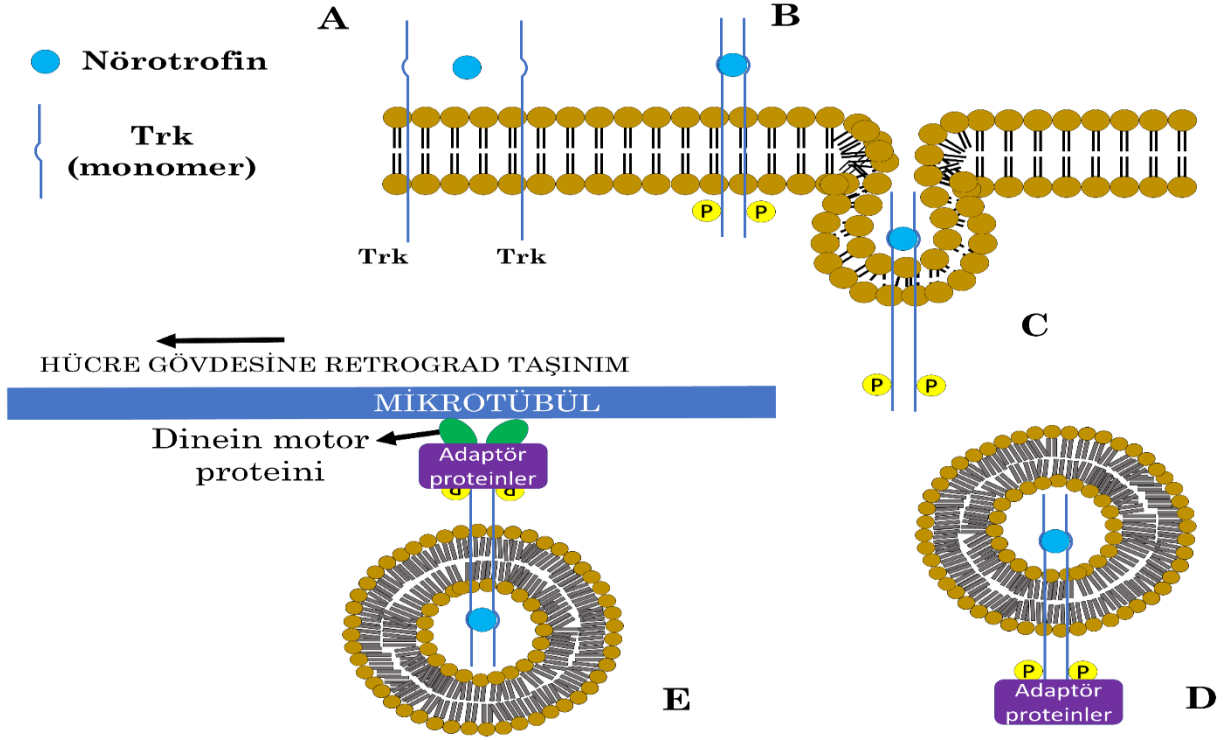 A
B
Nörotrofin
Trk
(monomer)
P
P
Trk
Trk
C
HÜCRE GÖVDESİNE RETROGRAD TAŞINIM
P
P
MİKROTÜBÜL
Dinein motor
proteini
Adaptör
proteinler
P
P
E
P
P
Adaptör
proteinler
D